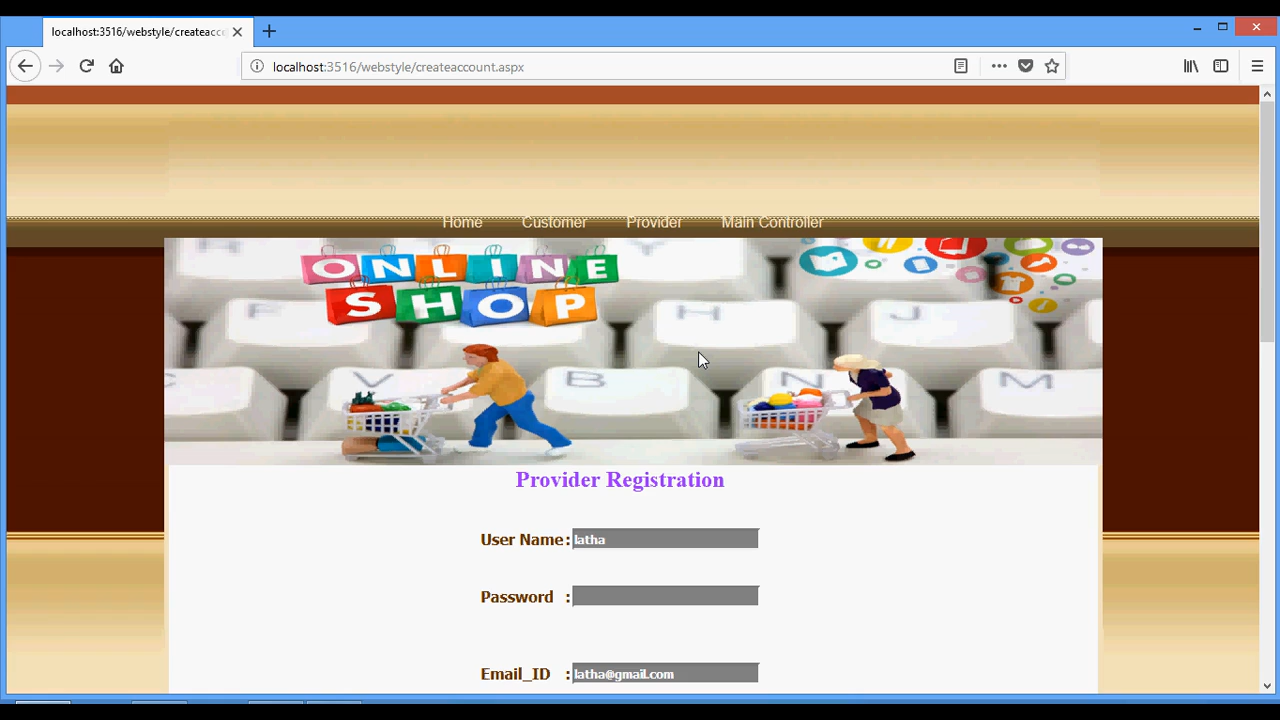 localhost:3516/webstyle/createacc
localhost:3516/webstyle/createaccount.aspx
Home Customer Provider Main Controller
ONLINE
SHOP
F H J
C V B N M
Provider Registration
User Name : latha
Password :
Email_ID : latha@gmail.com